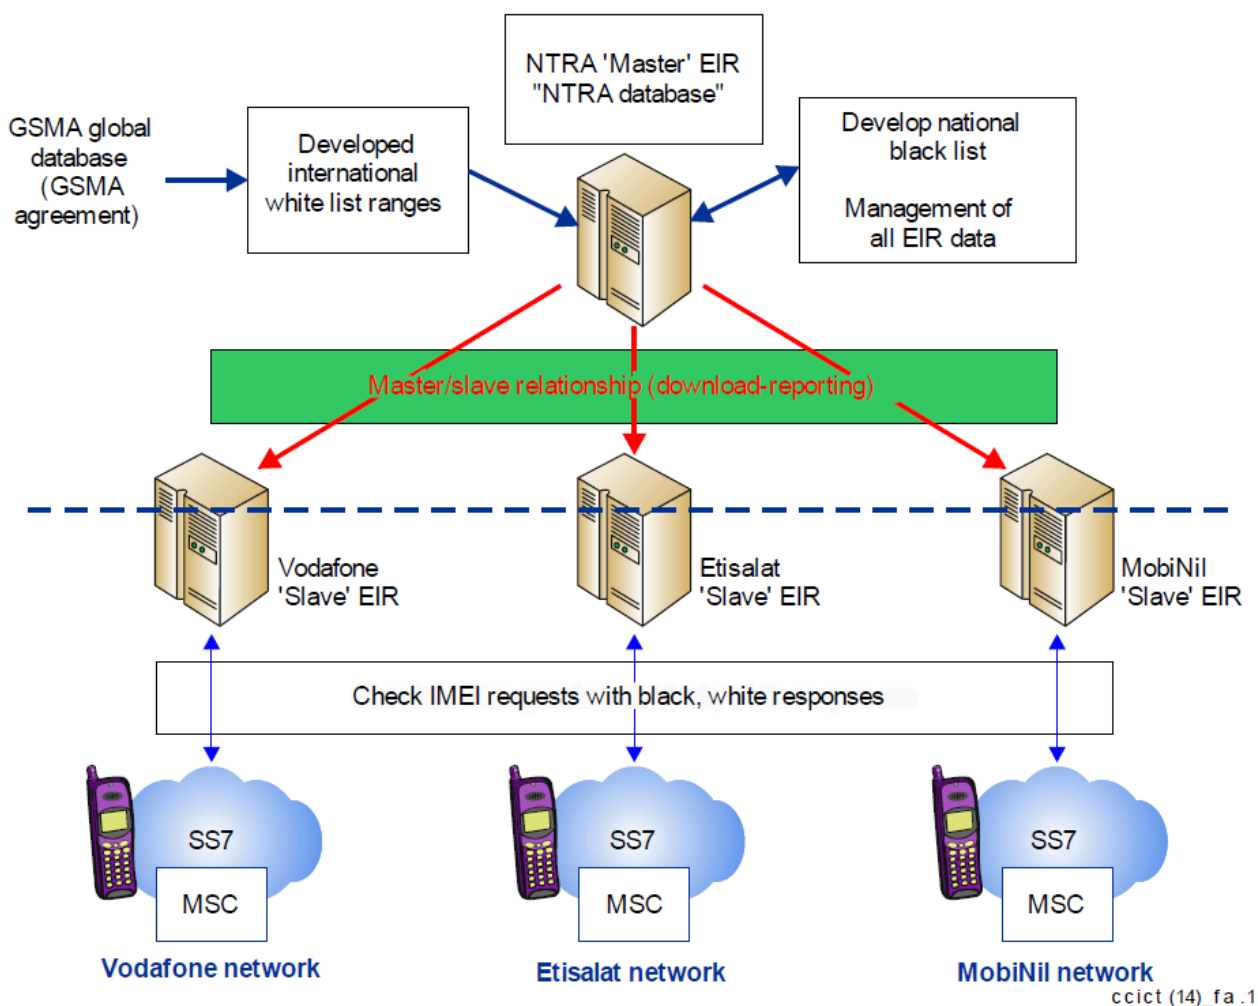 NTRA 'Master' EIR
"NTRA database"
GSMA global
database
(GSMA
agreement)
Developed
international
white list ranges
Develop national
black list
Management of
all EIR data
Master/slave relationship (download-reporting)
Vodafone
'Slave' EIR
Etisalat
'Slave' EIR
MobiNil
'Slave' EIR
Check IMEI requests with black, white responses
SS7
MSC
Vodafone network
SS7
MSC
Etisalat network
SS7
MSC
MobiNil network
ccict (14)_fa .1